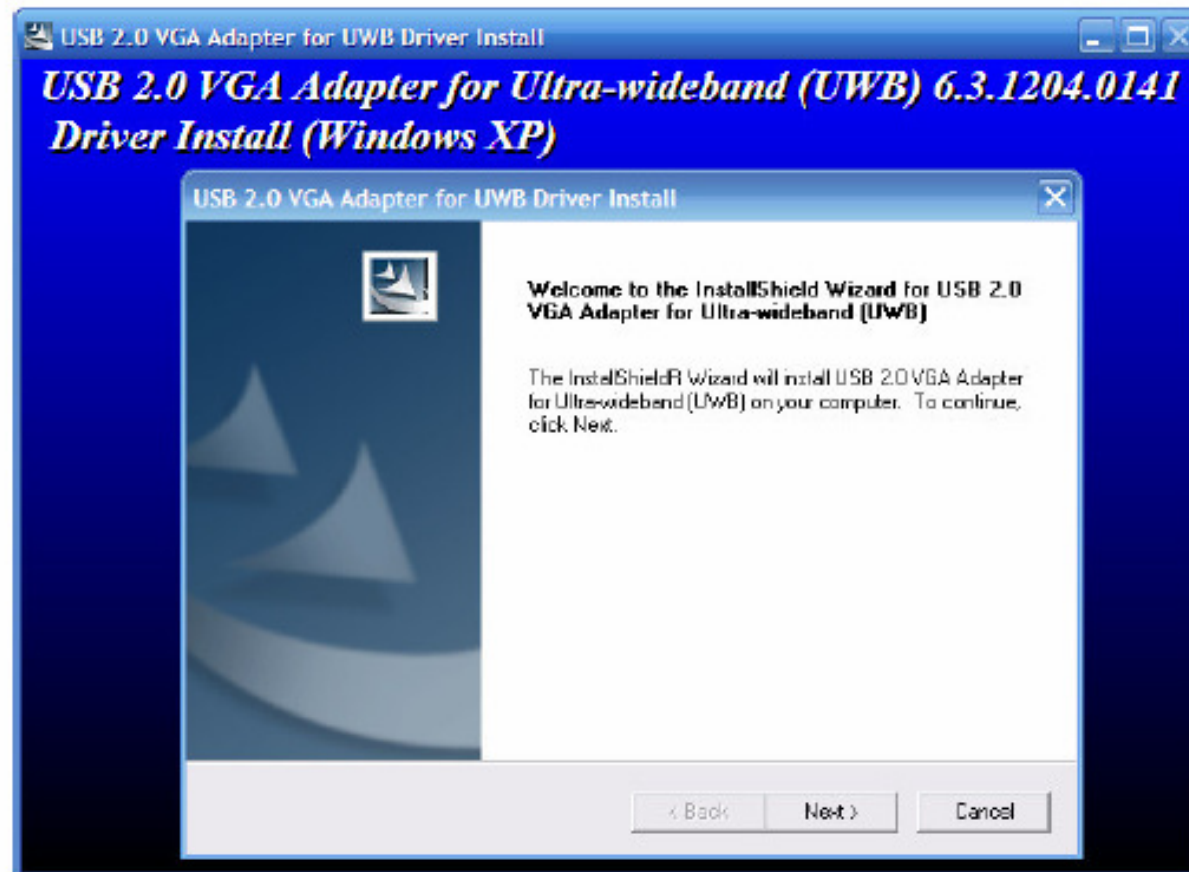 USB 2.0 VGA Adapter for UWB Driver Install
USB 2.0 VGA Adapter for Ultra-wideband (UWB) 6.3.1204.0141
Driver Install (Windows XP)
USB 2.0 VGA Adapter for UWB Driver Install
Welcome to the InstallShield Wizard for USB 2.0
VGA Adapter for Ultra-wideband (UWB)
The InstallShieldR Wizard will install USB 2.0 VGA Adapter
for Ultra-wideband (UWB) on your computer. To continue,
click Next.
< Back
Next >
Cancel